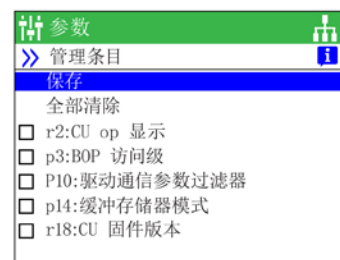 参数
管理条目
保存
全部清除
r2:CU op 显示
p3:BOP 访问级
P10:驱动通信参数过滤器
p14:缓冲存储器模式
r18:CU 固件版本